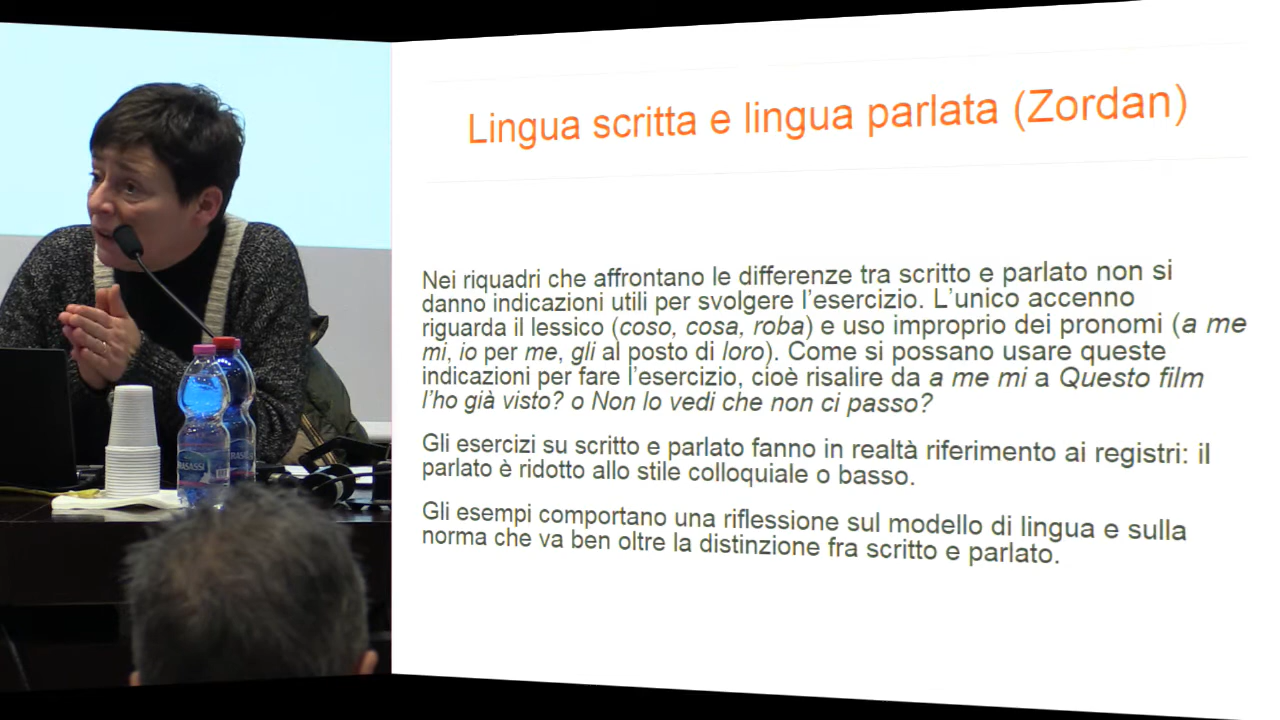 Lingua scritta e lingua parlata (Zordan)
Nei riquadri che affrontano le differenze tra scritto e parlato non si
danno indicazioni utili per svolgere l'esercizio. L'unico accenno
riguarda il lessico (coso, cosa, roba) e uso improprio dei pronomi (a me
mi, io per me, gli al posto di loro). Come si possano usare queste
indicazioni per fare l'esercizio, cioè risalire da a me mi a Questo film
l'ho già visto? o Non lo vedi che non ci passo?
Gli esercizi su scritto e parlato fanno in realtà riferimento ai registri: il
parlato è ridotto allo stile colloquiale o basso.
Gli esempi comportano una riflessione sul modello di lingua e sulla
norma che va ben oltre la distinzione fra scritto e parlato.